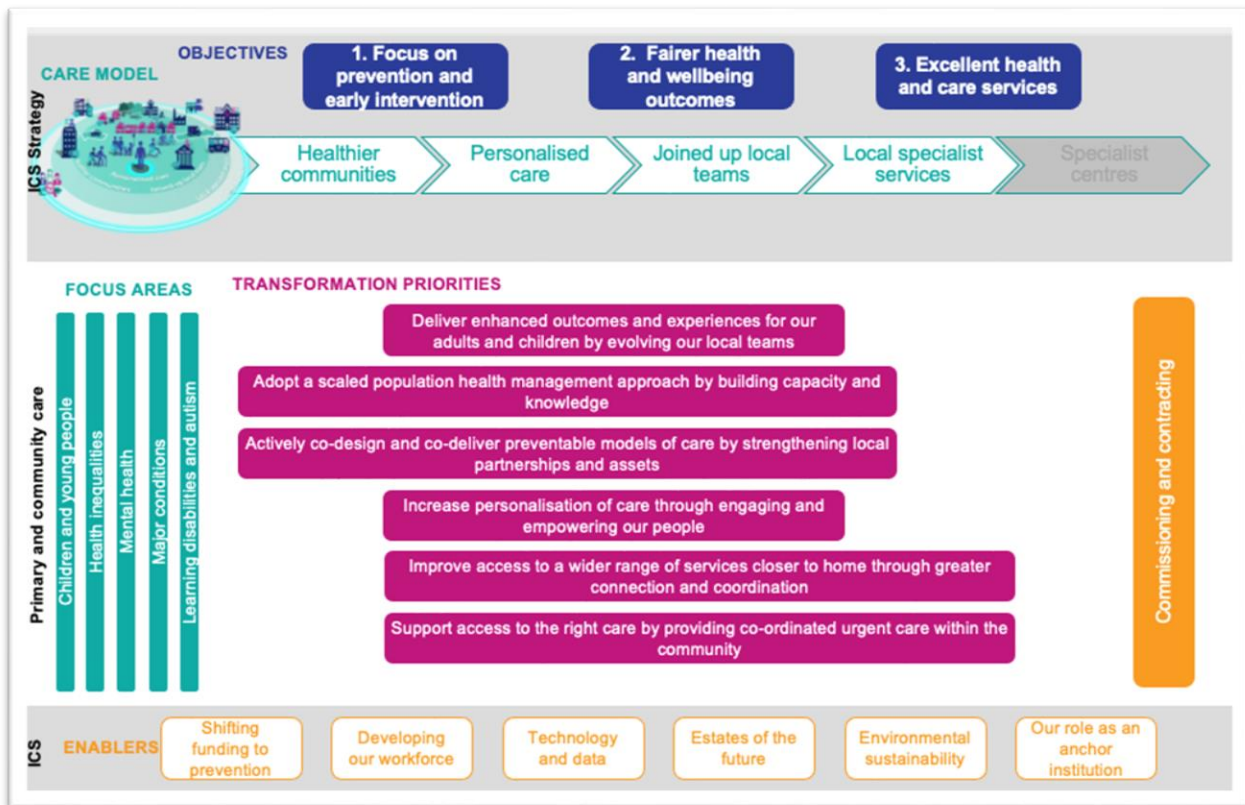 OBJECTIVES
1. Focus on
prevention and
early intervention
2. Fairer health
and wellbeing
outcomes
3. Excellent health
and care services
CARE MODEL
ICS Strategy
Healthier
communities
Personalised
care
Joined up local
teams
Local specialist
services
Specialist
centres
FOCUS AREAS
TRANSFORMATION PRIORITIES
Primary and community care
Children and young people
Health inequalities
Mental health
Major conditions
Learning disabilities and autism
Deliver enhanced outcomes and experiences for our
adults and children by evolving our local teams
Adopt a scaled population health management approach by building capacity and
knowledge
Actively co-design and co-deliver preventable models of care by strengthening local
partnerships and assets
Increase personalisation of care through engaging and
empowering our people
Improve access to a wider range of services closer to home through greater
connection and coordination
Support access to the right care by providing co-ordinated urgent care within the
community
Commissioning and contracting
ICS
ENABLERS
Shifting
funding to
prevention
Developing
our workforce
Technology
and data
Estates of the
future
Environmental
sustainability
Our role as an
anchor
institution